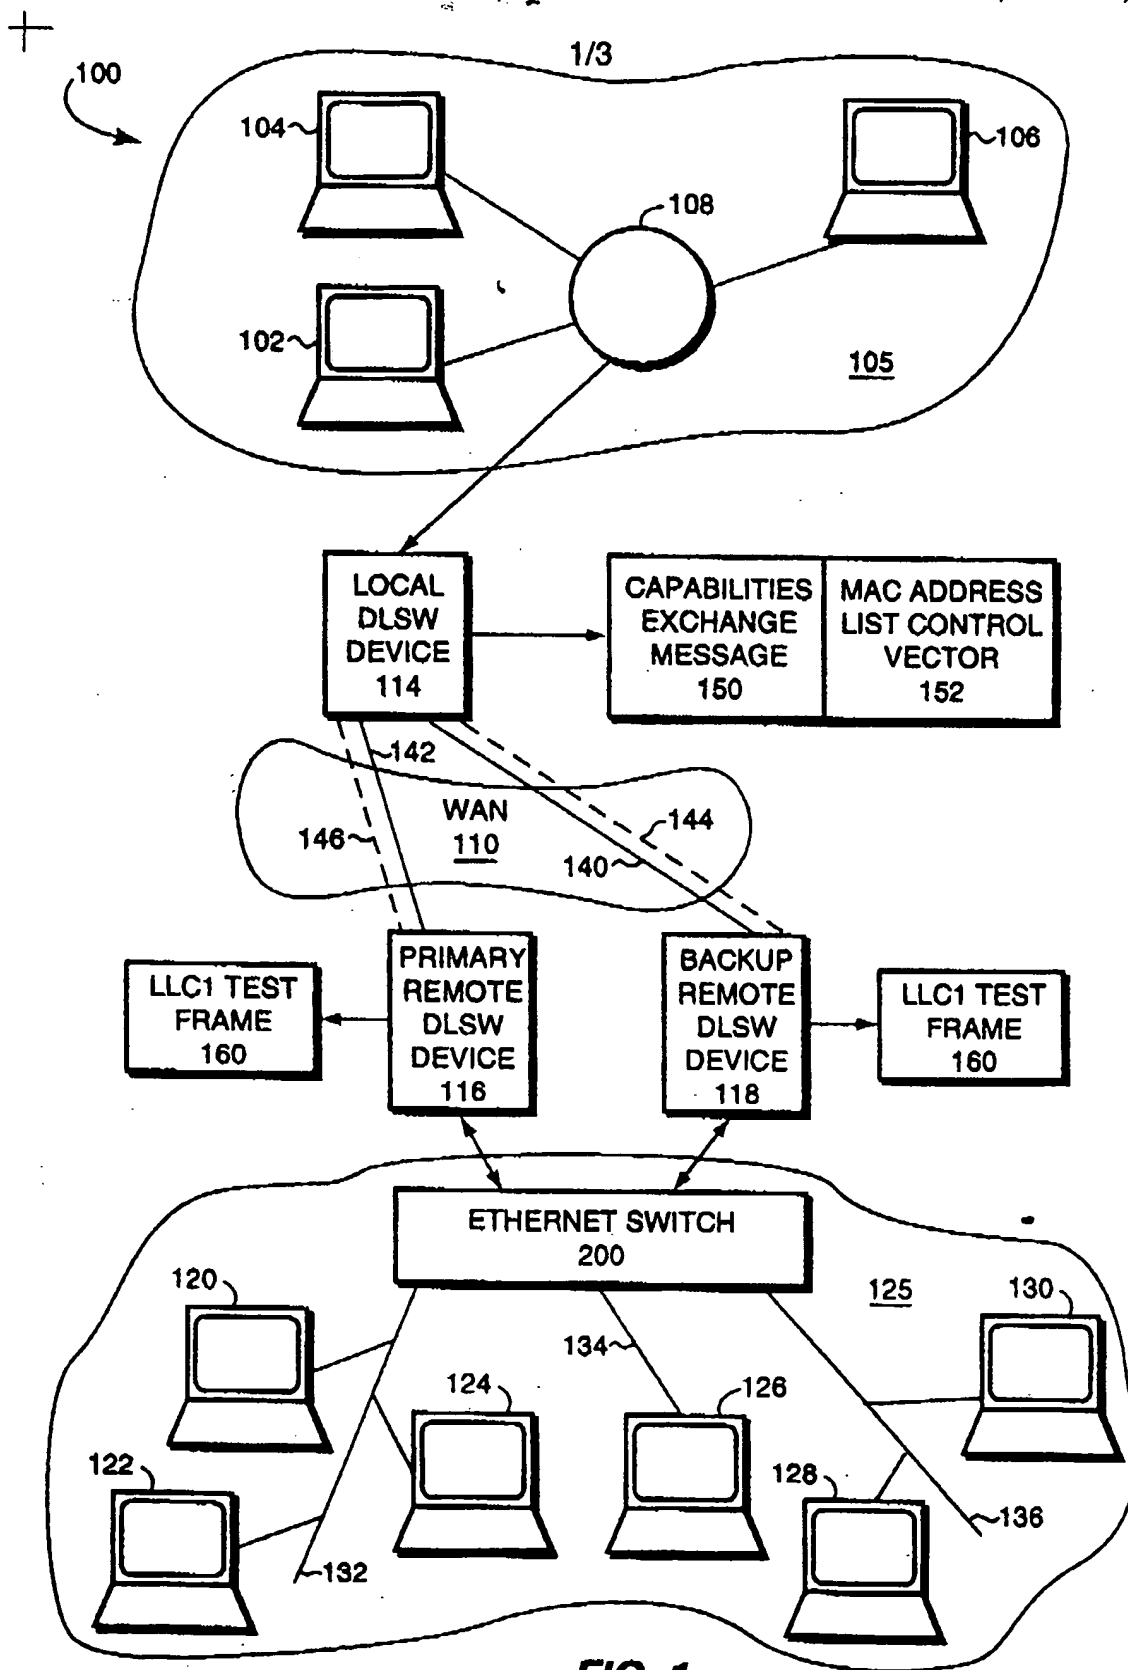 1/3
100
104
106
108
102
105
LOCAL
DLSW
DEVICE
114
CAPABILITIES
EXCHANGE
MESSAGE
150
MAC ADDRESS
LIST CONTROL
VECTOR
152
142
WAN
110
146
144
140
PRIMARY
REMOTE
DLSW
DEVICE
116
BACKUP
REMOTE
DLSW
DEVICE
118
LLC1 TEST
FRAME
160
LLC1 TEST
FRAME
160
ETHERNET SWITCH
200
120
125
130
134
124
126
122
128
136
132
FIG. 1